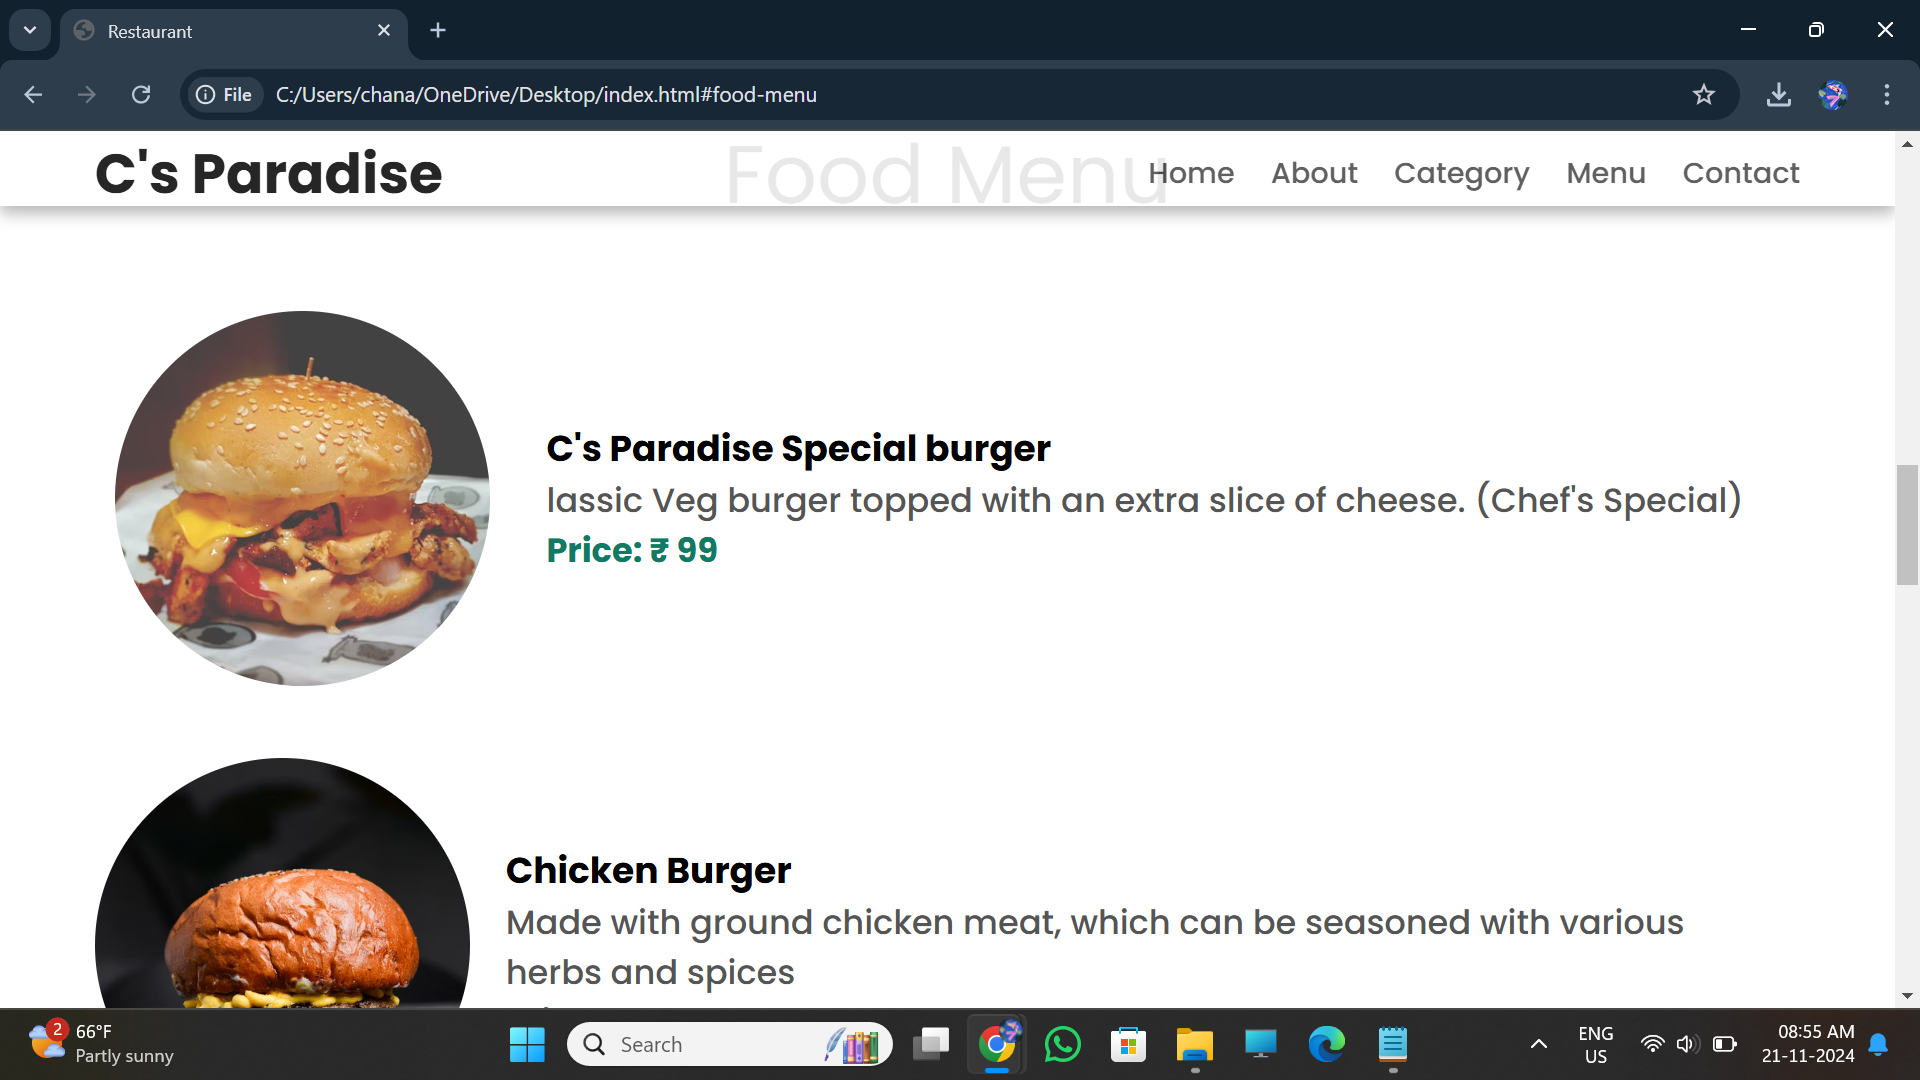 Restaurant
File C:/Users/chana/OneDrive/Desktop/index.html#food-menu
C's Paradise
Food Menu
Home About Category Menu Contact
C's Paradise Special burger
lassic Veg burger topped with an extra slice of cheese. (Chef's Special)
Price: ₹ 99
Chicken Burger
Made with ground chicken meat, which can be seasoned with various
herbs and spices
2
66°F
Partly sunny
Search
ENG
US
08:55 AM
21-11-2024